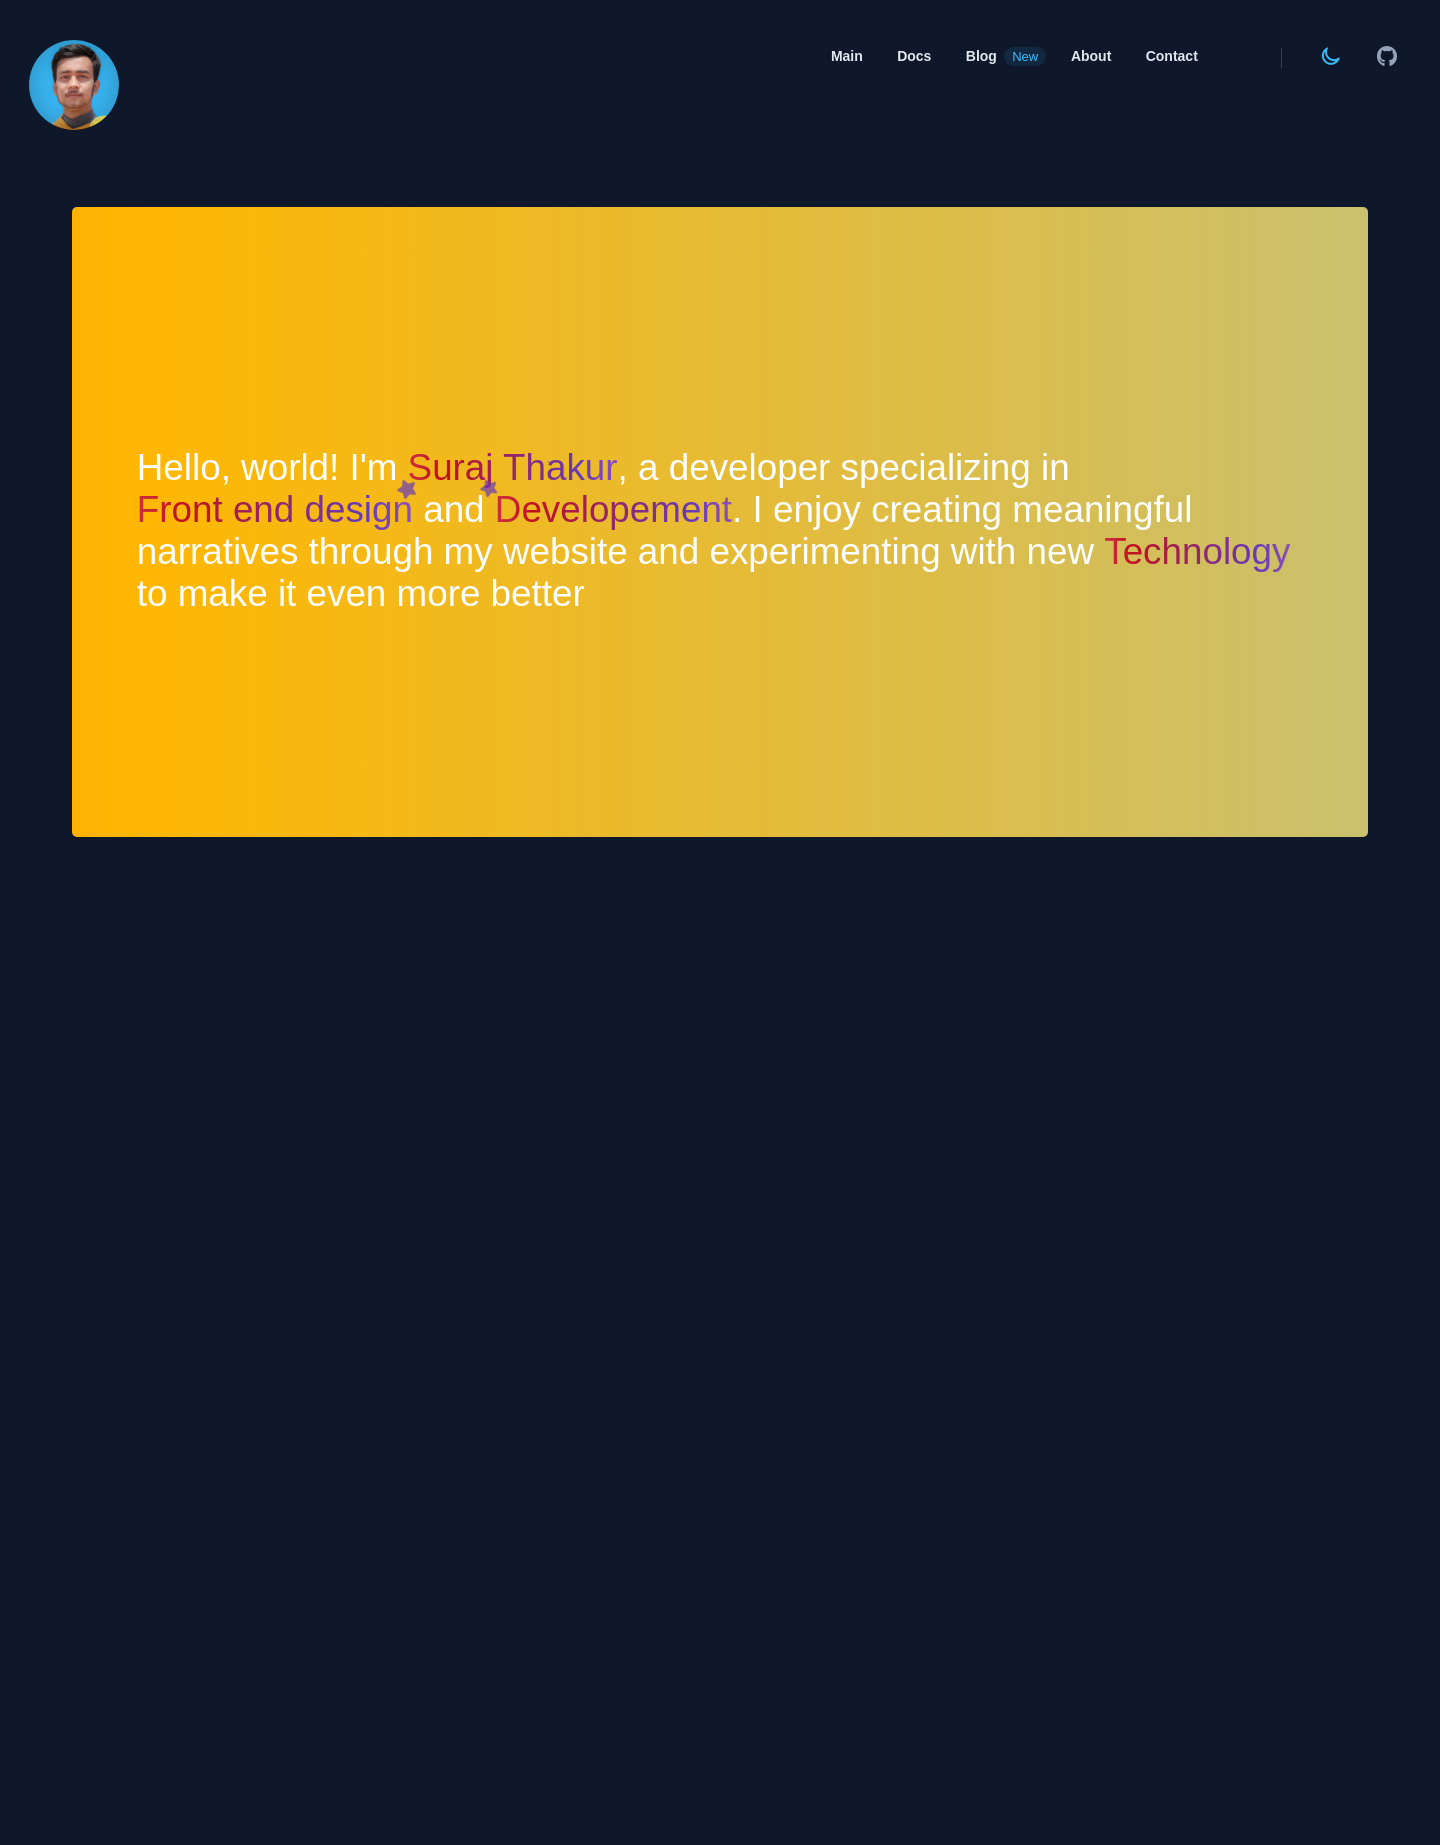 Main Docs Blog New About Contact
Hello, world! I'm Suraj Thakur, a developer specializing in
Front end design and Developement. I enjoy creating meaningful
narratives through my website and experimenting with new Technology
to make it even more better